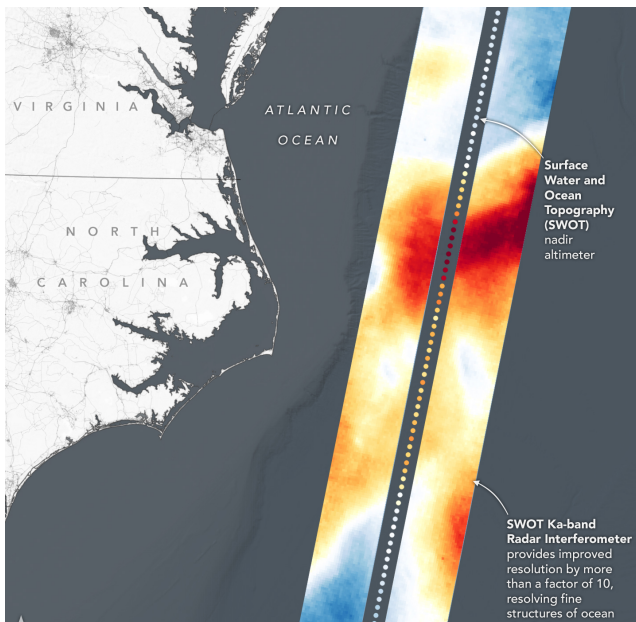 ATLANTIC
OCEAN
VIRGINIA
NORTH
CAROLINA
Surface
Water and
Ocean
Topography
(SWOT)
nadir
altimeter
SWOT Ka-band
Radar Interferometer
provides improved
resolution by more
than a factor of 10,
resolving fine
structures of ocean